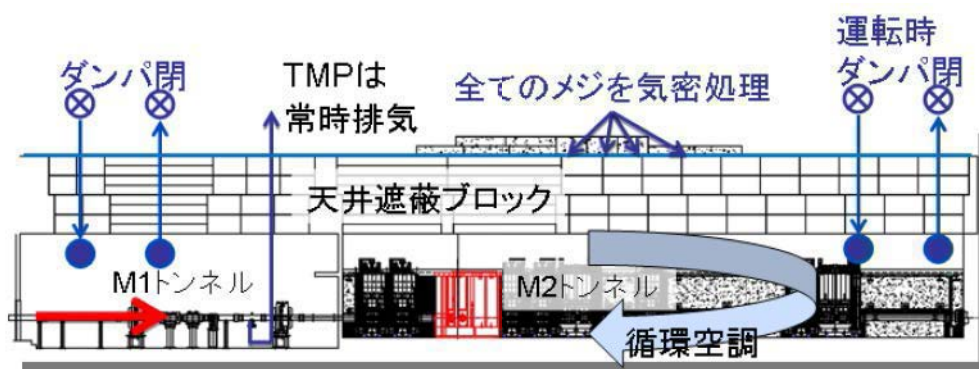 ダンパ閉
TMPは
常時排気
全てのメジを気密処理
運転時
ダンパ閉
天井遮蔽ブロック
M1トンネル
M2トンネル
循環空調